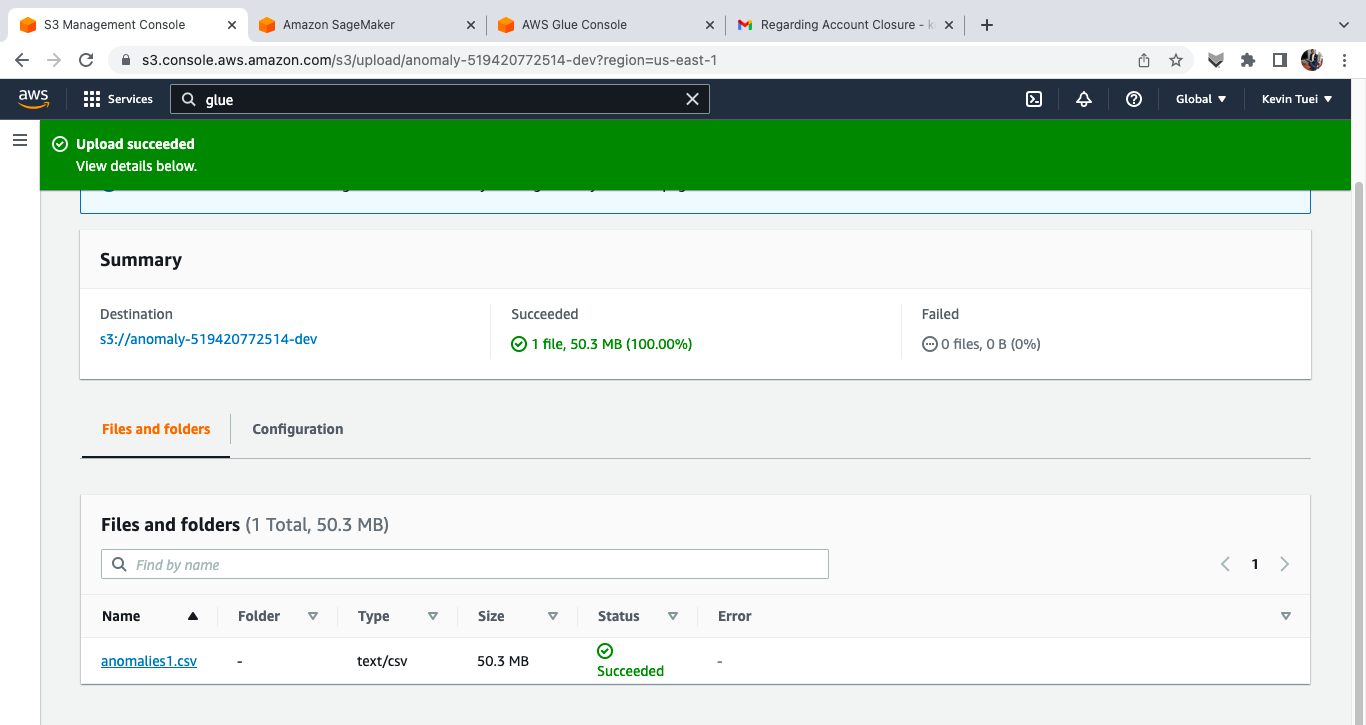 S3 Management Console
Amazon SageMaker
AWS Glue Console
Regarding Account Closure -
s3.console.aws.amazon.com/s3/upload/anomaly-519420772514-dev?region=us-east-1
aws
Services
glue
Global
Kevin Tuei
Upload succeeded
View details below.
Summary
Destination
s3://anomaly-519420772514-dev
Succeeded
1 file, 50.3 MB (100.00%)
Failed
0 files, 0 B (0%)
Files and folders
Configuration
Files and folders (1 Total, 50.3 MB)
Find by name
1
Name
Folder
Type
Size
Status
Error
anomalies1.csv
-
text/csv
50.3 MB
Succeeded
-